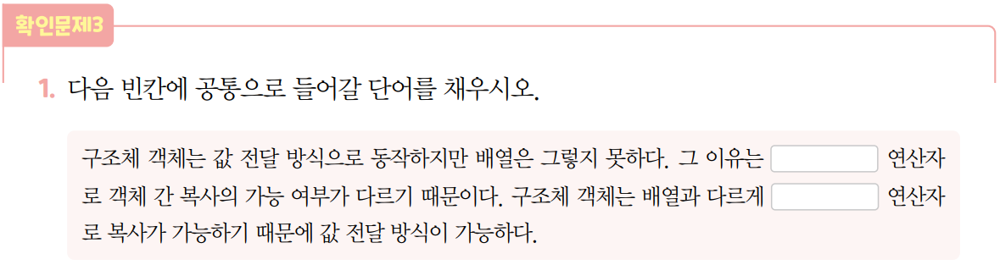 확인문제3
1. 다음 빈칸에 공통으로 들어갈 단어를 채우시오.
구조체 객체는 값 전달 방식으로 동작하지만 배열은 그렇지 못하다. 그 이유는 연산자
로 객체 간 복사의 가능 여부가 다르기 때문이다. 구조체 객체는 배열과 다르게 연산자
로 복사가 가능하기 때문에 값 전달 방식이 가능하다.